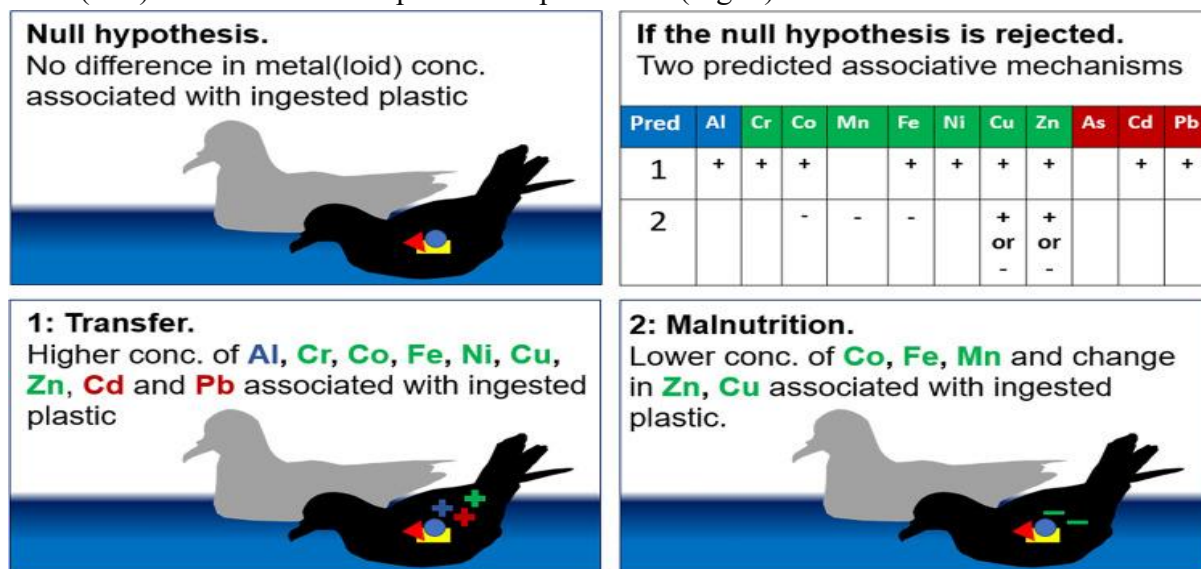 Null hypothesis.
No difference in metal(loid) conc.
associated with ingested plastic
If the null hypothesis is rejected.
Two predicted associative mechanisms
Pred Al Cr Co Mn Fe Ni Cu Zn As Cd Pb
1 + + + + + + + + +
2 - - - + or - + or -
1: Transfer.
Higher conc. of Al, Cr, Co, Fe, Ni, Cu,
Zn, Cd and Pb associated with ingested
plastic
2: Malnutrition.
Lower conc. of Co, Fe, Mn and change
in Zn, Cu associated with ingested
plastic.